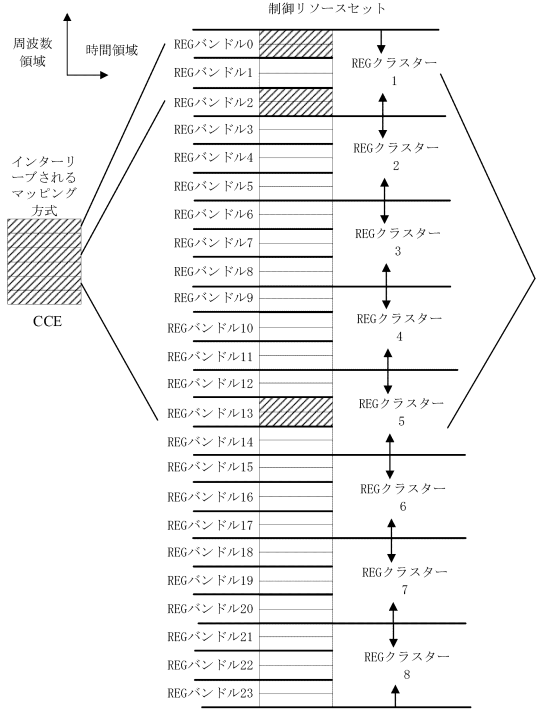 制御リソースセット
周波数
領域
時間領域
インターリ
ーブされる
マッピング
方式
CCE
REGバンドル0
REGバンドル1
REGバンドル2
REGバンドル3
REGバンドル4
REGバンドル5
REGバンドル6
REGバンドル7
REGバンドル8
REGバンドル9
REGバンドル10
REGバンドル11
REGバンドル12
REGバンドル13
REGバンドル14
REGバンドル15
REGバンドル16
REGバンドル17
REGバンドル18
REGバンドル19
REGバンドル20
REGバンドル21
REGバンドル22
REGバンドル23
REGクラスター
1
REGクラスター
2
REGクラスター
3
REGクラスター
4
REGクラスター
5
REGクラスター
6
REGクラスター
7
REGクラスター
8